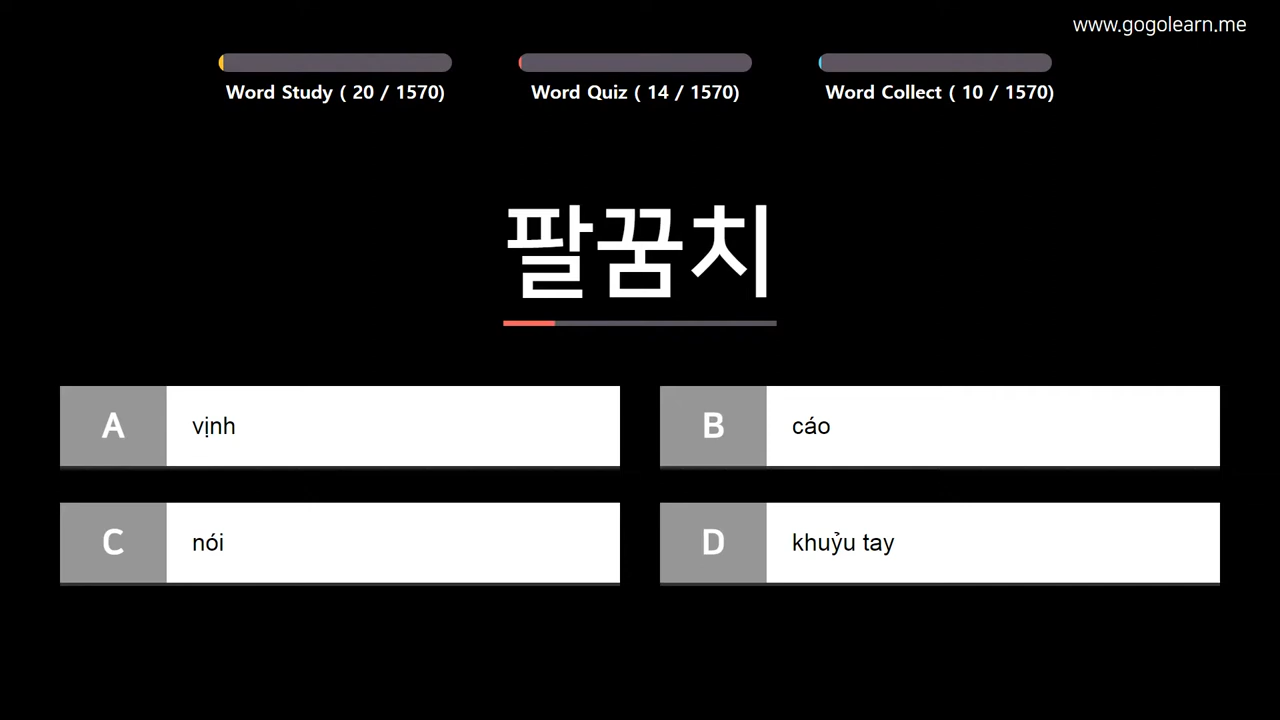 www.gogolearn.me
Word Study ( 20 / 1570)
Word Quiz ( 14 / 1570)
Word Collect ( 10 / 1570)
팔꿈치
A vịnh
B cáo
C nói
D khuỷu tay